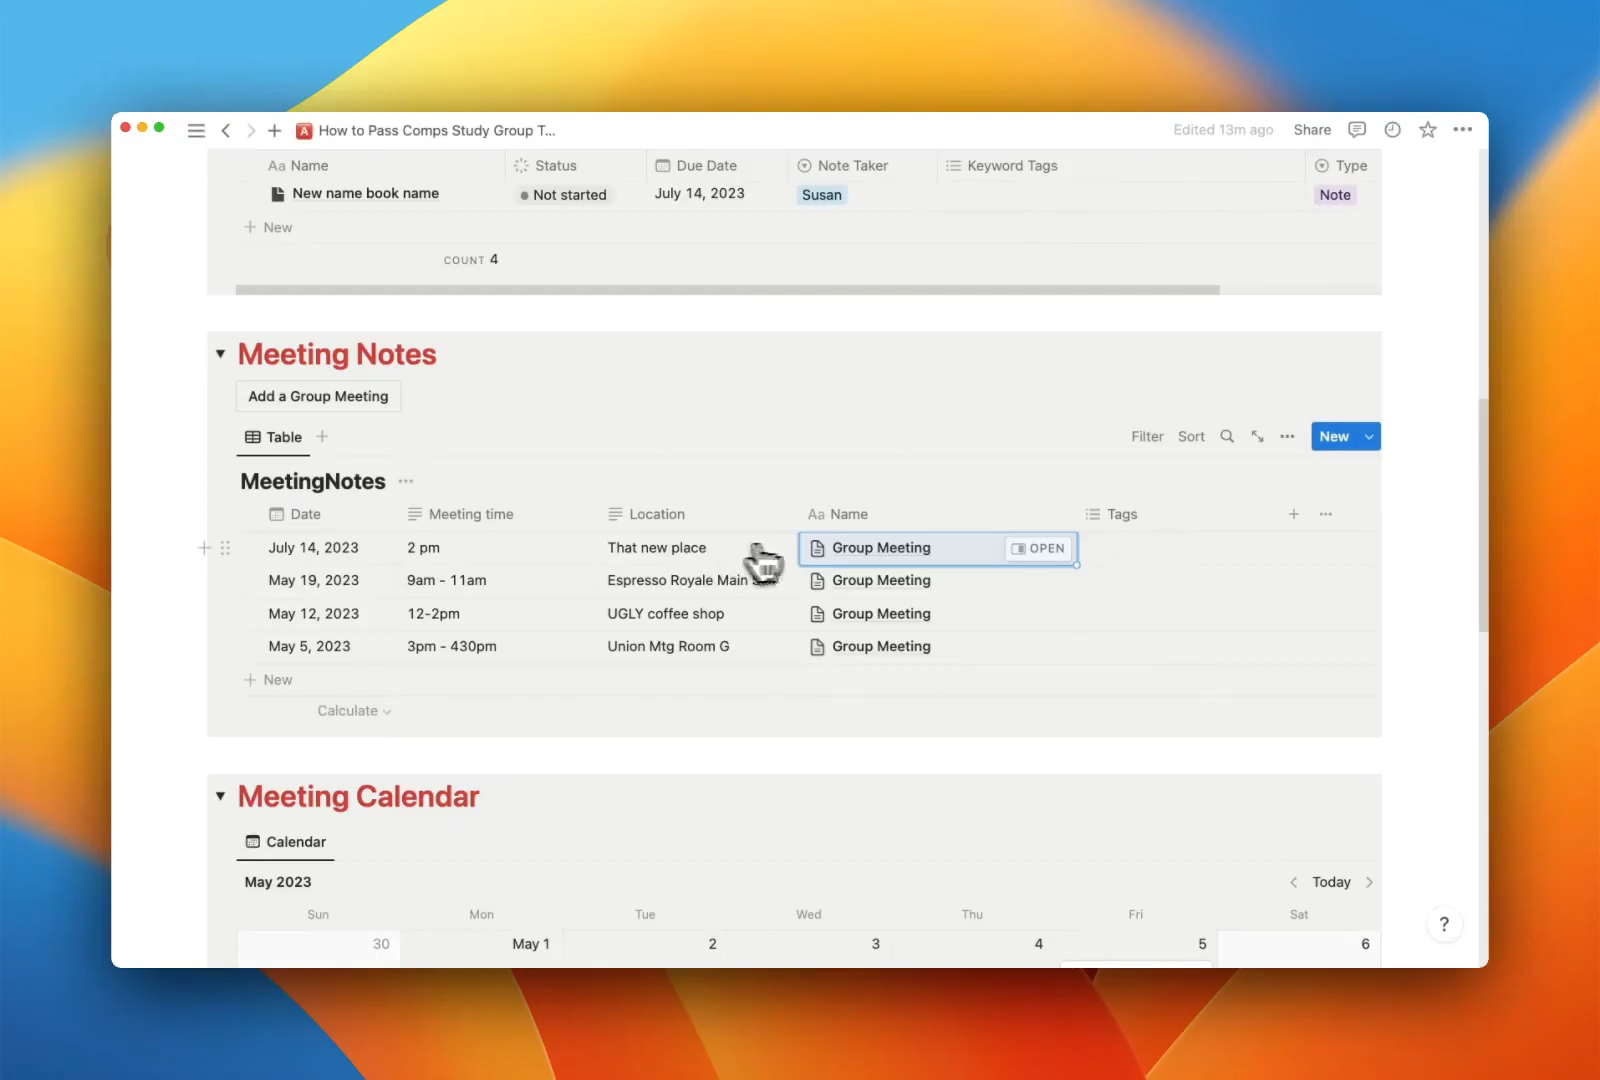 A How to Pass Comps Study Group T... Edited 13m ago Share
Aa Name Status Due Date Note Taker Keyword Tags Type
New name book name Not started July 14, 2023 Susan Note
+ New
COUNT 4
Meeting Notes
Add a Group Meeting
Table + Filter Sort New
MeetingNotes
Date Meeting time Location Aa Name Tags +
July 14, 2023 2 pm That new place Group Meeting OPEN
May 19, 2023 9am - 11am Espresso Royale Main Group Meeting
May 12, 2023 12-2pm UGLY coffee shop Group Meeting
May 5, 2023 3pm - 430pm Union Mtg Room G Group Meeting
+ New
Calculate
Meeting Calendar
Calendar
May 2023 Today
Sun Mon Tue Wed Thu Fri Sat
30 May 1 2 3 4 5 6
?